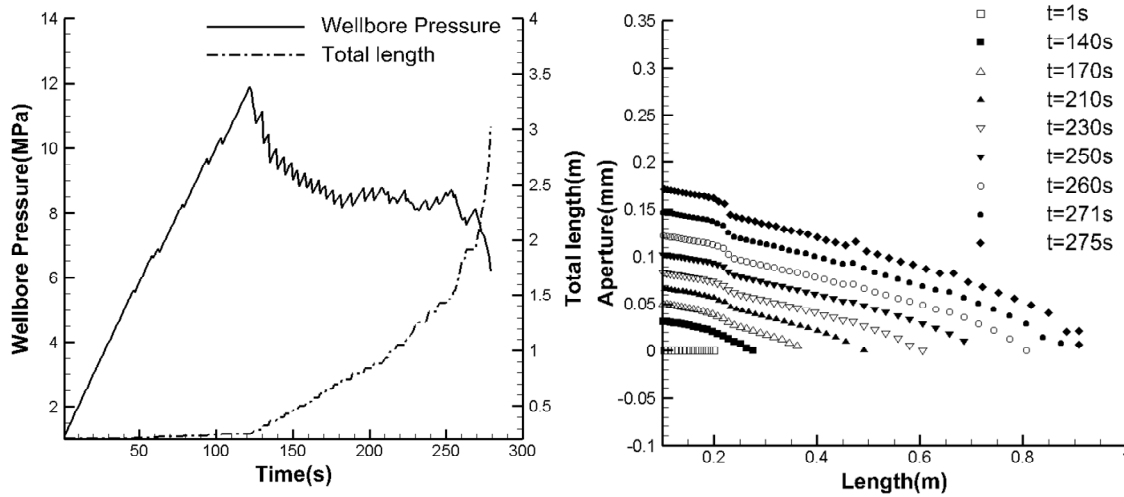 Wellbore Pressure
Total length
14
12
10
8
6
4
2
Wellbore Pressure(MPa)
4
3.5
3
2.5
2
1.5
1
0.5
Total length(m)
50 100 150 200 250 300
Time(s)
t=1s
t=140s
t=170s
t=210s
t=230s
t=250s
t=260s
t=271s
t=275s
0.35
0.3
0.25
0.2
0.15
0.1
0.05
0
-0.05
-0.1
Aperture(mm)
0.2 0.4 0.6 0.8
Length(m)